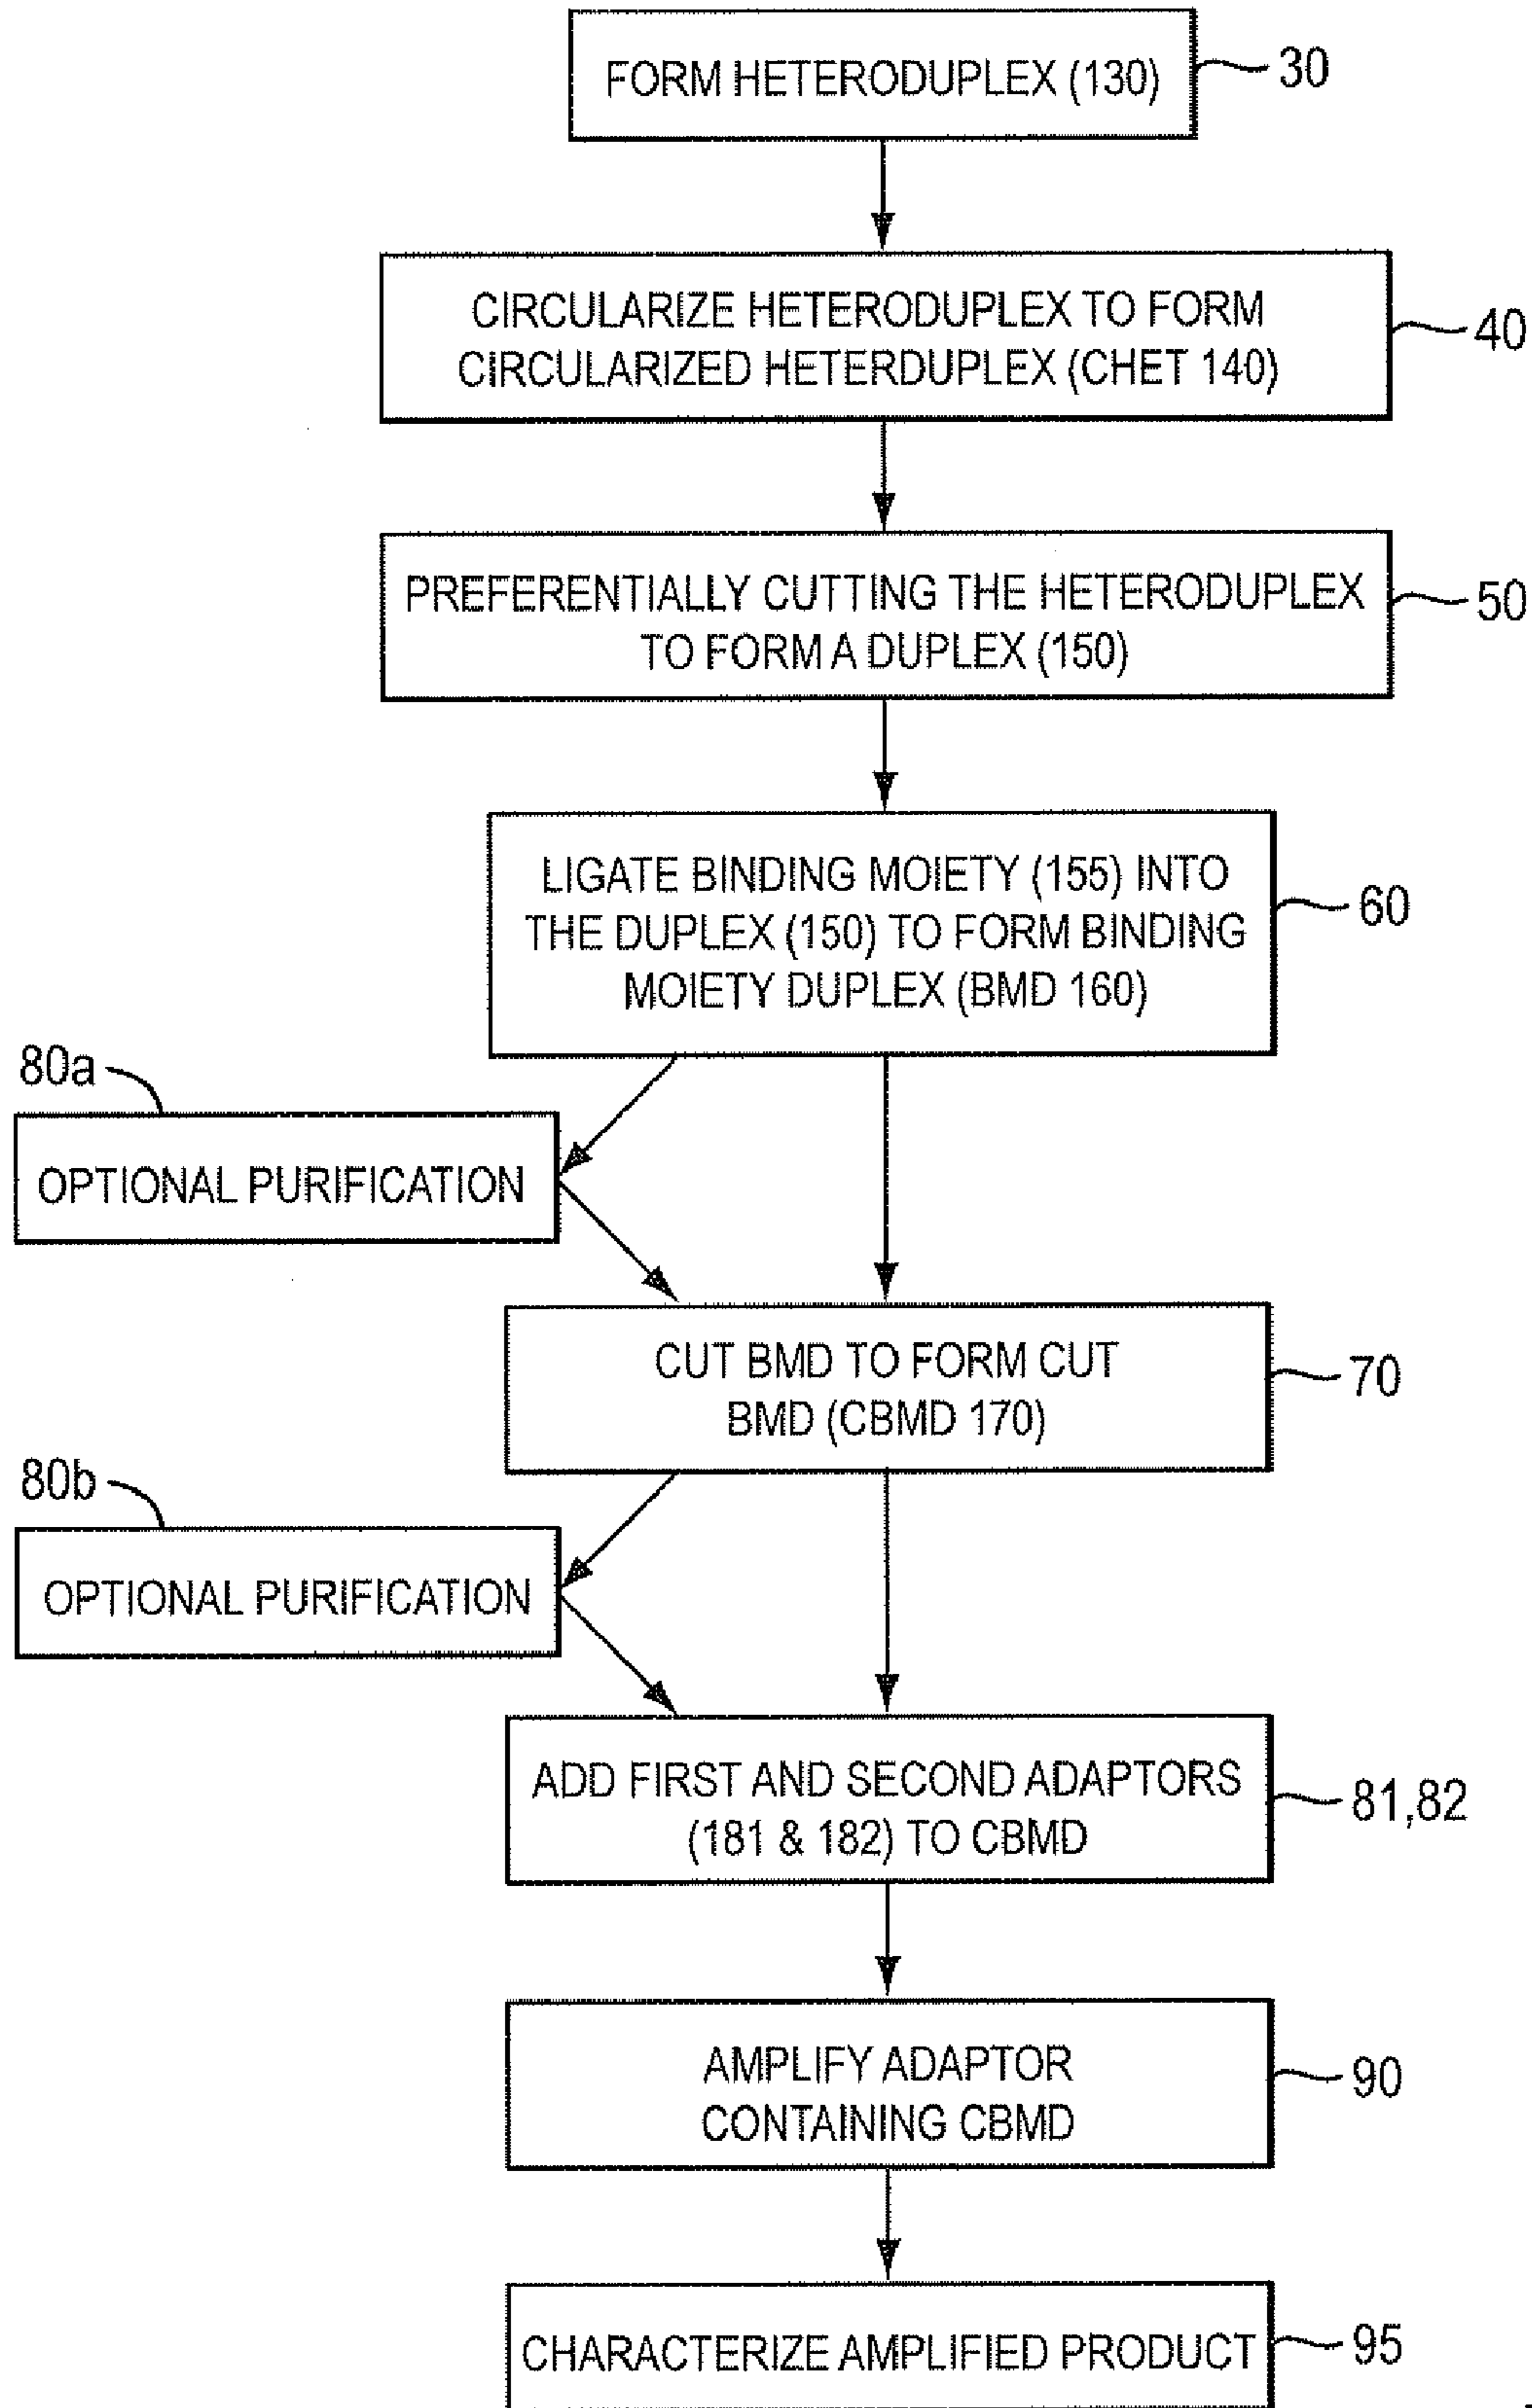 FORM HETERODUPLEX (130)
30
CIRCULARIZE HETERODUPLEX TO FORM
CIRCULARIZED HETERDUPLEX (CHET 140)
40
PREFERENTIALLY CUTTING THE HETERODUPLEX
TO FORM A DUPLEX (150)
50
LIGATE BINDING MOIETY (155) INTO
THE DUPLEX (150) TO FORM BINDING
MOIETY DUPLEX (BMD 160)
60
80a
OPTIONAL PURIFICATION
CUT BMD TO FORM CUT
BMD (CBMD 170)
70
80b
OPTIONAL PURIFICATION
ADD FIRST AND SECOND ADAPTORS
(181 & 182) TO CBMD
81,82
AMPLIFY ADAPTOR
CONTAINING CBMD
90
CHARACTERIZE AMPLIFIED PRODUCT
95